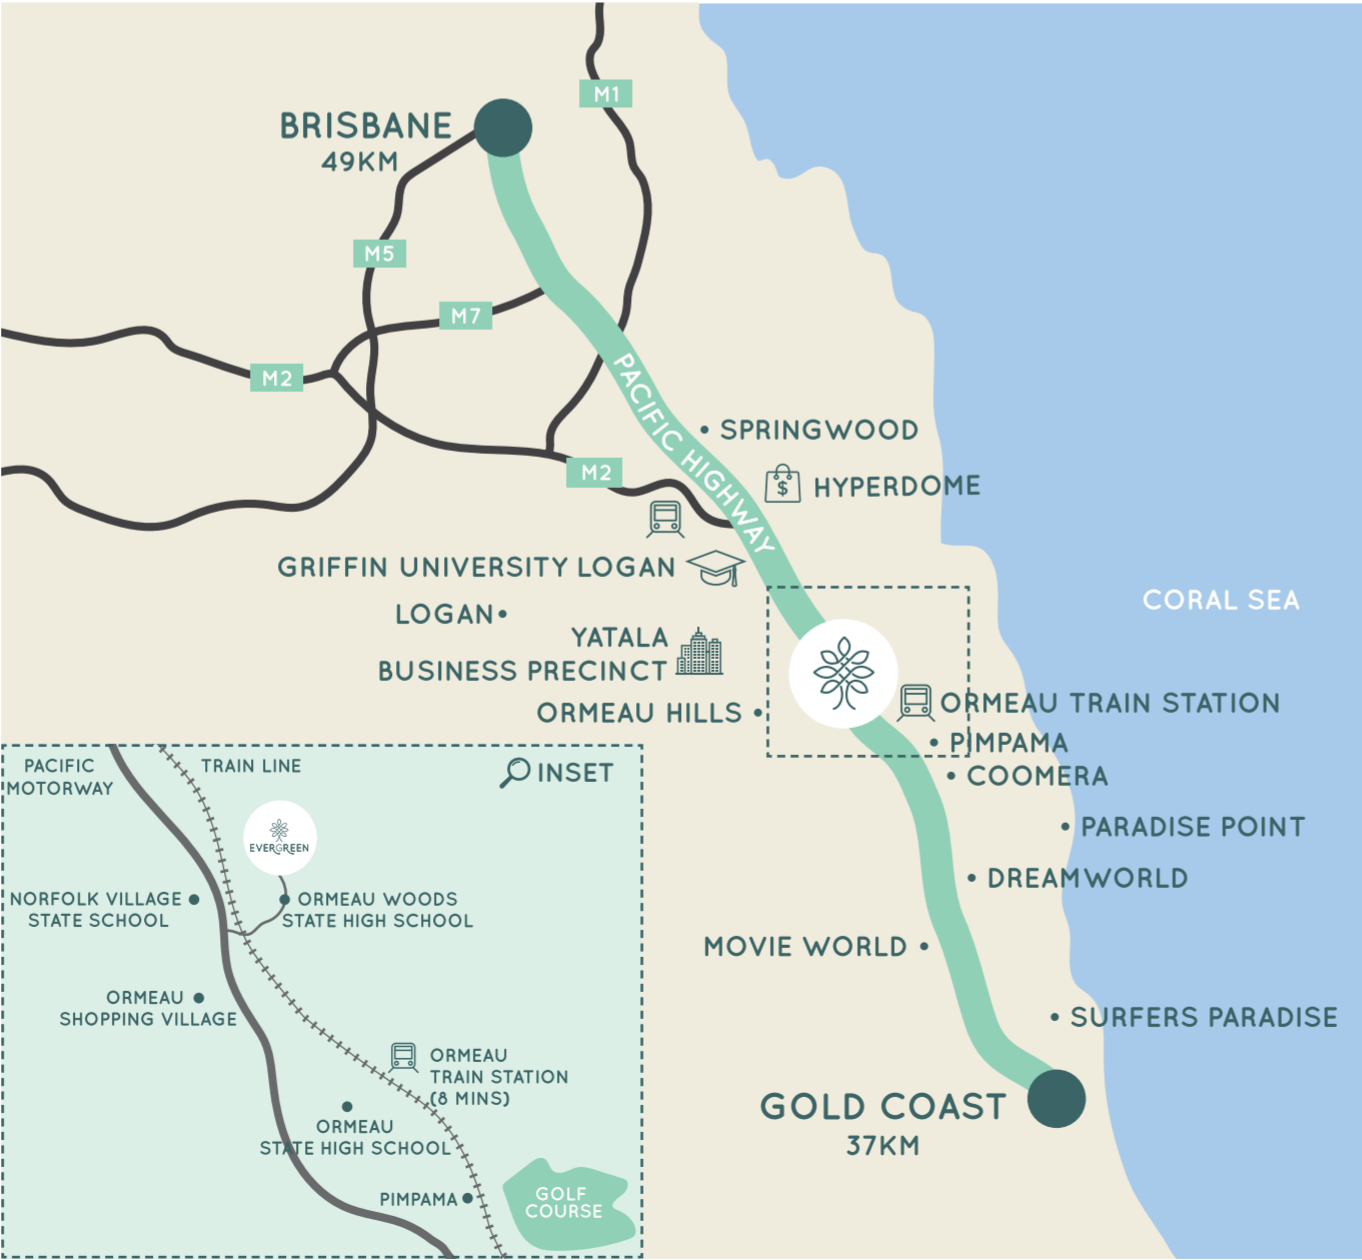 M1
BRISBANE
49KM
M5
M7
M2
PACIFIC HIGHWAY
SPRINGWOOD
M2
HYPERDOME
GRIFFIN UNIVERSITY LOGAN
LOGAN
CORAL SEA
YATALA
BUSINESS PRECINCT
ORMEAU HILLS
ORMEAU TRAIN STATION
PIMPAMA
COOMERA
PARADISE POINT
DREAMWORLD
MOVIE WORLD
SURFERS PARADISE
GOLD COAST
37KM
PACIFIC
MOTORWAY
TRAIN LINE
INSET
EVERGREEN
NORFOLK VILLAGE
STATE SCHOOL
ORMEAU WOODS
STATE HIGH SCHOOL
ORMEAU
SHOPPING VILLAGE
ORMEAU
TRAIN STATION
(8 MINS)
ORMEAU
STATE HIGH SCHOOL
PIMPAMA
GOLF
COURSE
$